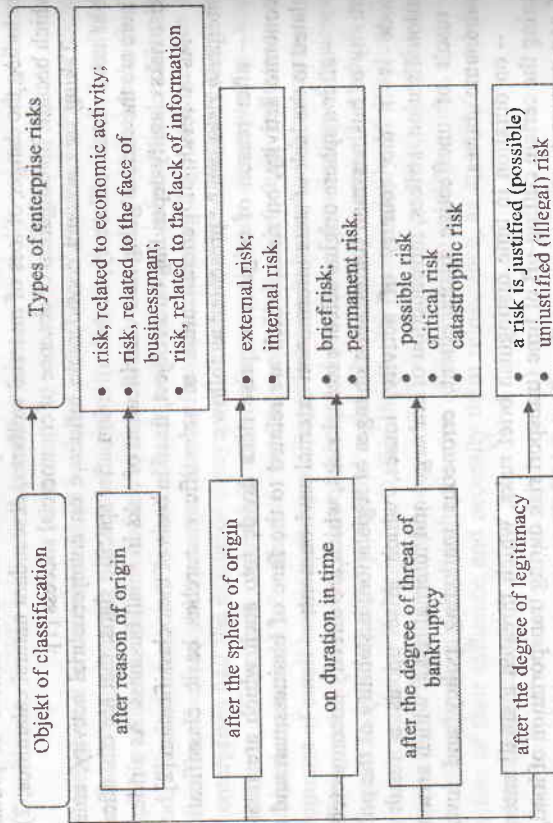 Objekt of classification
Types of enterprise risks
after reason of origin
• risk, related to economic activity;
• risk, related to the face of
businessman;
• risk, related to the lack of information
after the sphere of origin
• external risk;
• internal risk.
on duration in time
• brief risk;
• permanent risk.
after the degree of threat of
bankruptcy
• possible risk
• critical risk
• catastrophic risk
after the degree of legitimacy
• a risk is justified (possible)
• unjustified (illegal) risk